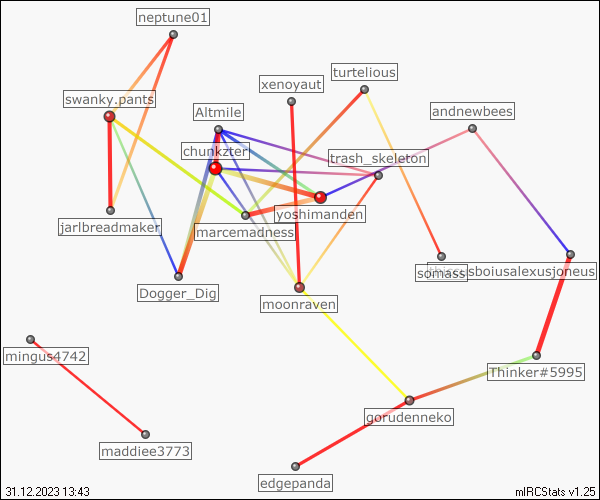 neptune01
turtelious
xenoyaut
swanky.pants
Altmile
andnewbees
chunkzter
trash_skeleton
yoshimanden
jarlbreadmaker
marcemadness
somass
Dogger_Dig
moonraven
mingus4742
Thinker#5995
gorudenneko
maddiee3773
edgepanda
31.12.2023 13:43
mIRCStats v1.25